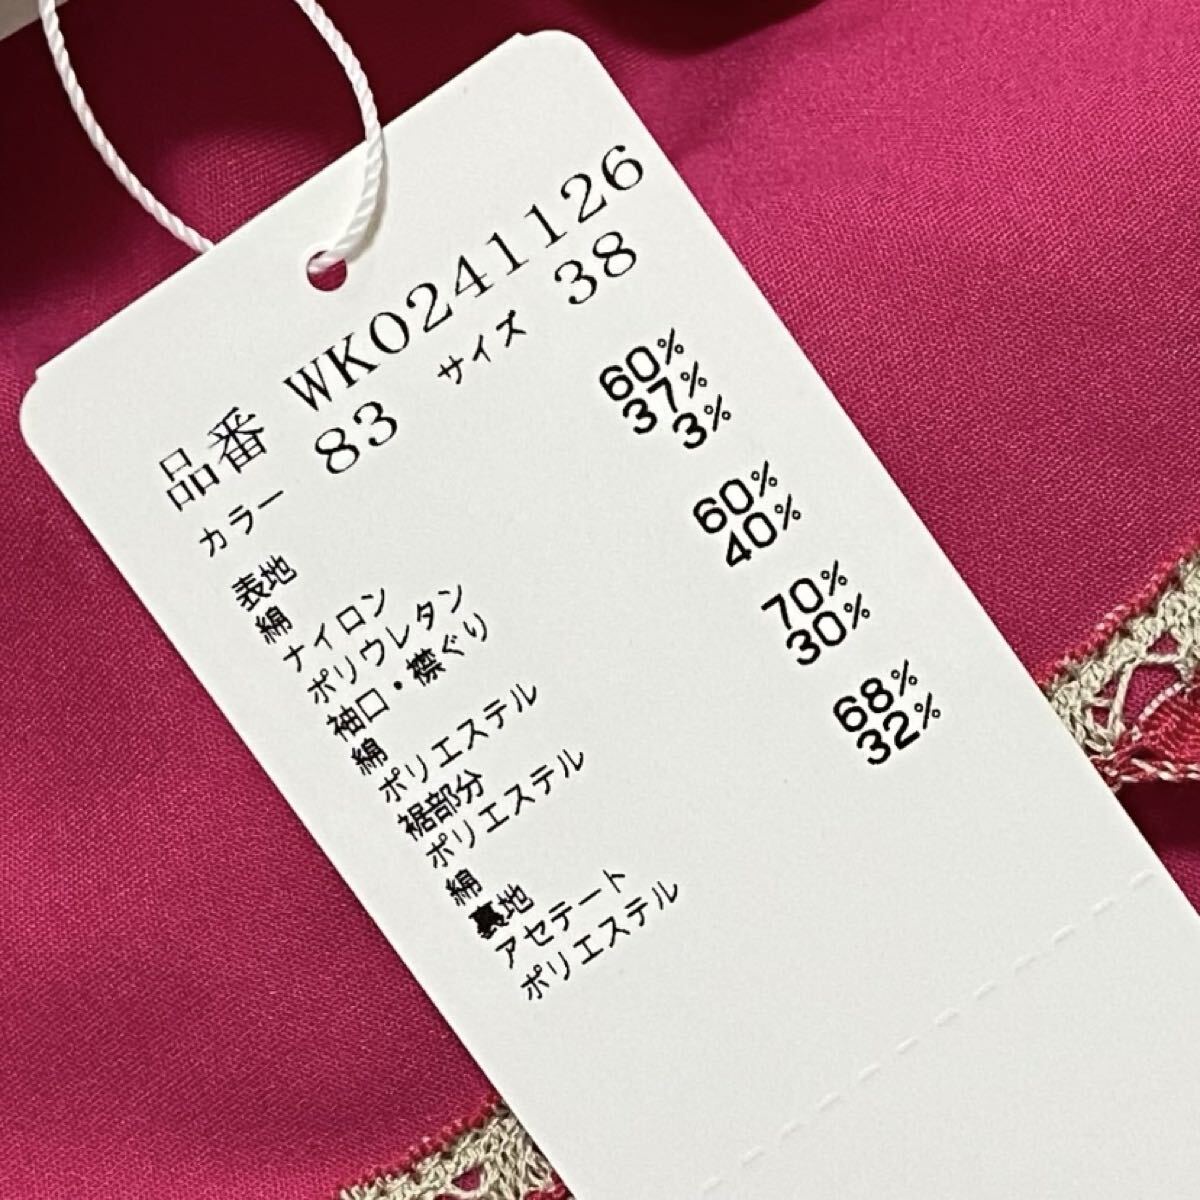 品番 WK0241126
カラー 83 サイズ 38
表地
綿 60%
ナイロン 37%
ポリウレタン 3%
袖口・襟ぐり
綿 60%
ポリエステル 40%
裾部分
ポリエステル 70%
綿 30%
裏地
アセテート 68%
ポリエステル 32%